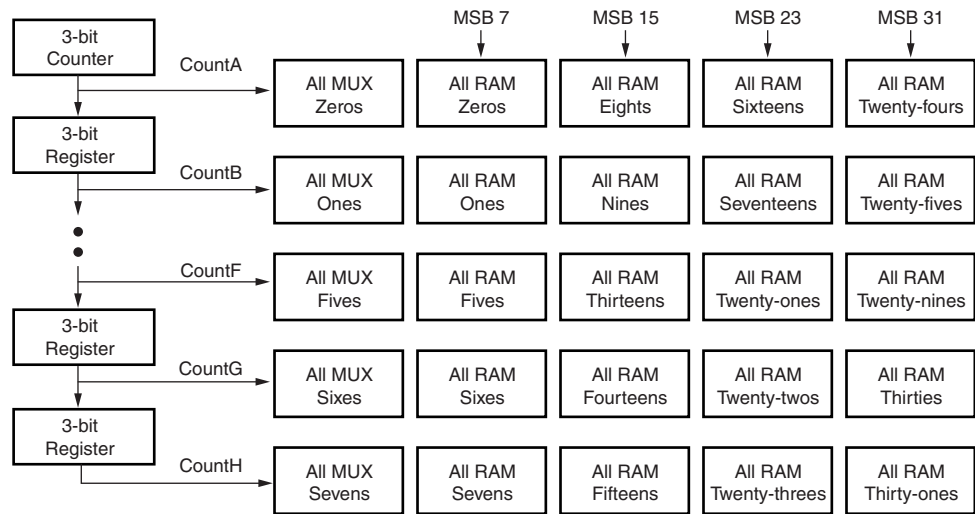 MSB 7
MSB 15
MSB 23
MSB 31
3-bit
Counter
CountA
All MUX
Zeros
All RAM
Zeros
All RAM
Eights
All RAM
Sixteens
All RAM
Twenty-fours
3-bit
Register
CountB
All MUX
Ones
All RAM
Ones
All RAM
Nines
All RAM
Seventeens
All RAM
Twenty-fives
CountF
All MUX
Fives
All RAM
Fives
All RAM
Thirteens
All RAM
Twenty-ones
All RAM
Twenty-nines
3-bit
Register
CountG
All MUX
Sixes
All RAM
Sixes
All RAM
Fourteens
All RAM
Twenty-twos
All RAM
Thirties
3-bit
Register
CountH
All MUX
Sevens
All RAM
Sevens
All RAM
Fifteens
All RAM
Twenty-threes
All RAM
Thirty-ones